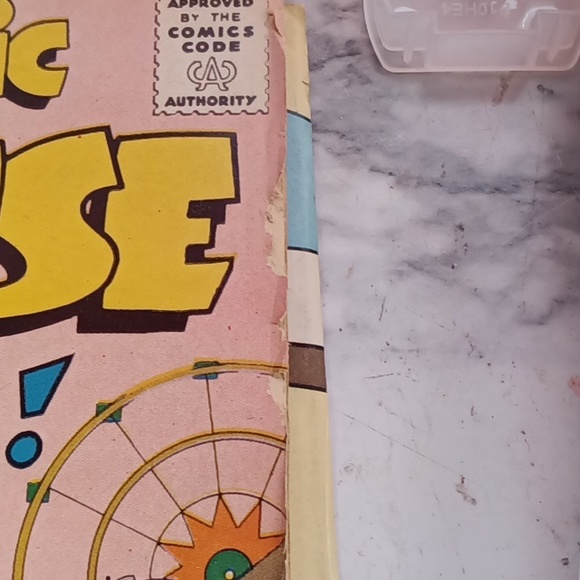 APPROVED
BY THE
COMICS
CODE
CA
AUTHORITY
ic
SE
!